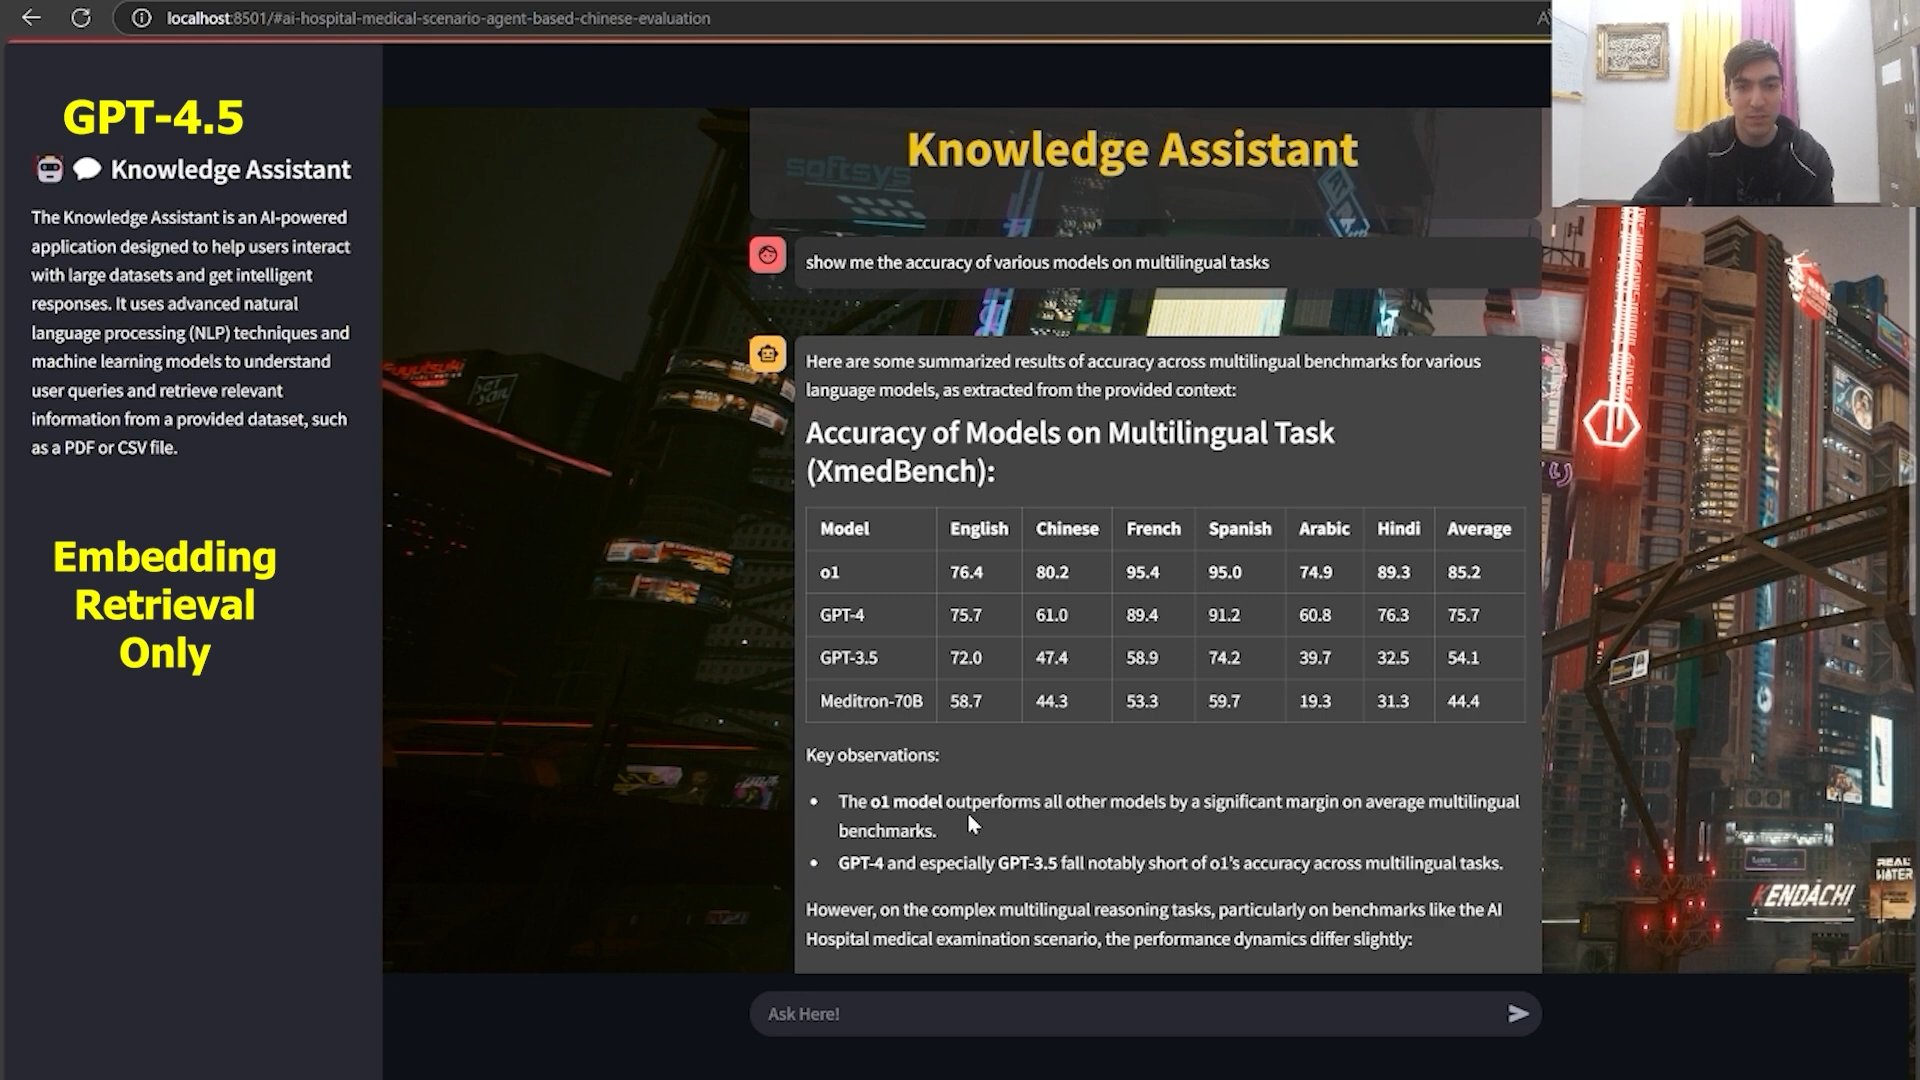 localhost:8501/#ai-hospital-medical-scenario-agent-based-chinese-evaluation
GPT-4.5
Knowledge Assistant
The Knowledge Assistant is an AI-powered
application designed to help users interact
with large datasets and get intelligent
responses. It uses advanced natural
language processing (NLP) techniques and
machine learning models to understand
user queries and retrieve relevant
information from a provided dataset, such
as a PDF or CSV file.
Embedding
Retrieval
Only
Knowledge Assistant
softsys
show me the accuracy of various models on multilingual tasks
Here are some summarized results of accuracy across multilingual benchmarks for various
language models, as extracted from the provided context:
Accuracy of Models on Multilingual Task
(XmedBench):
Model English Chinese French Spanish Arabic Hindi Average
o1 76.4 80.2 95.4 95.0 74.9 89.3 85.2
GPT-4 75.7 61.0 89.4 91.2 60.8 76.3 75.7
GPT-3.5 72.0 47.4 58.9 74.2 39.7 32.5 54.1
Meditron-70B 58.7 44.3 53.3 59.7 19.3 31.3 44.4
Key observations:
• The o1 model outperforms all other models by a significant margin on average multilingual
benchmarks.
• GPT-4 and especially GPT-3.5 fall notably short of o1's accuracy across multilingual tasks.
However, on the complex multilingual reasoning tasks, particularly on benchmarks like the AI
Hospital medical examination scenario, the performance dynamics differ slightly:
Ask Here!
REAL
WATER
KENDACHI